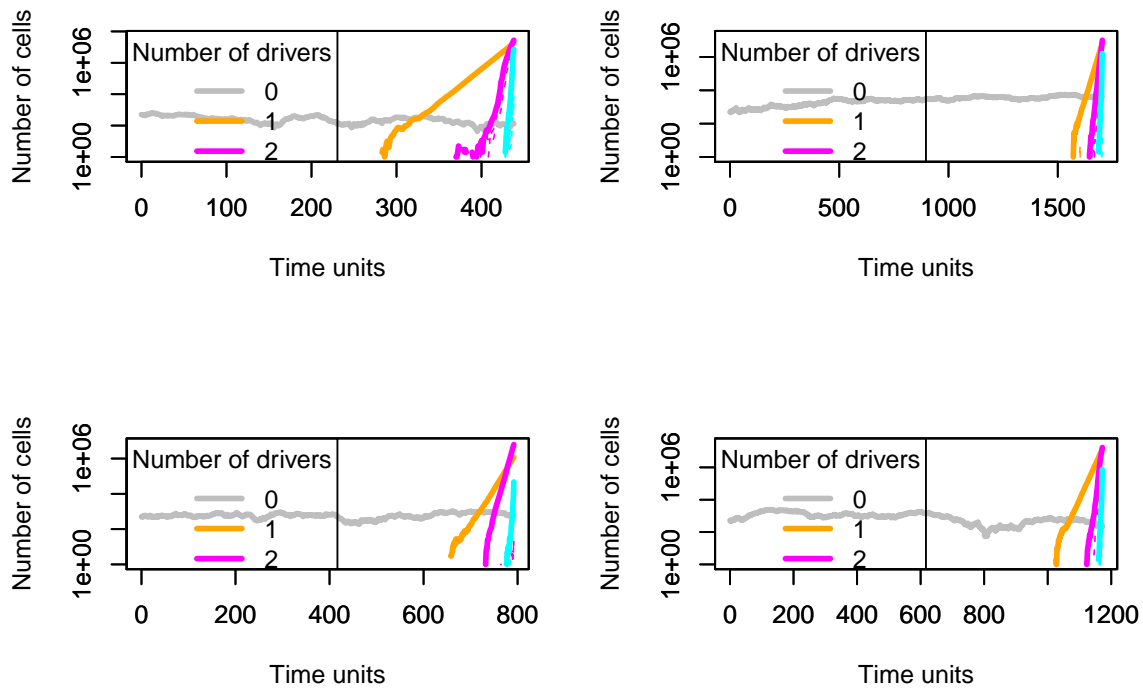 Number of cells
1e+00 1e+06
Number of drivers
0
1
2
0 100 200 300 400
Time units
Number of cells
1e+00 1e+06
Number of drivers
0
1
2
0 500 1000 1500
Time units
Number of cells
1e+00 1e+06
Number of drivers
0
1
2
0 200 400 600 800
Time units
Number of cells
1e+00 1e+06
Number of drivers
0
1
2
0 200 400 600 800 1200
Time units